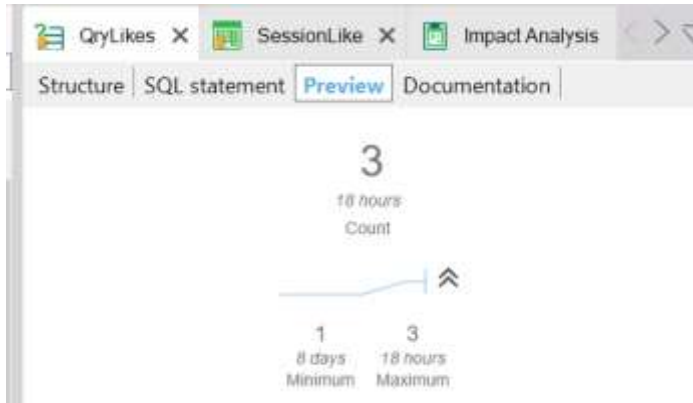 QryLikes SessionLike Impact Analysis
Structure SQL statement Preview Documentation
3
18 hours
Count
1 3
8 days 18 hours
Minimum Maximum